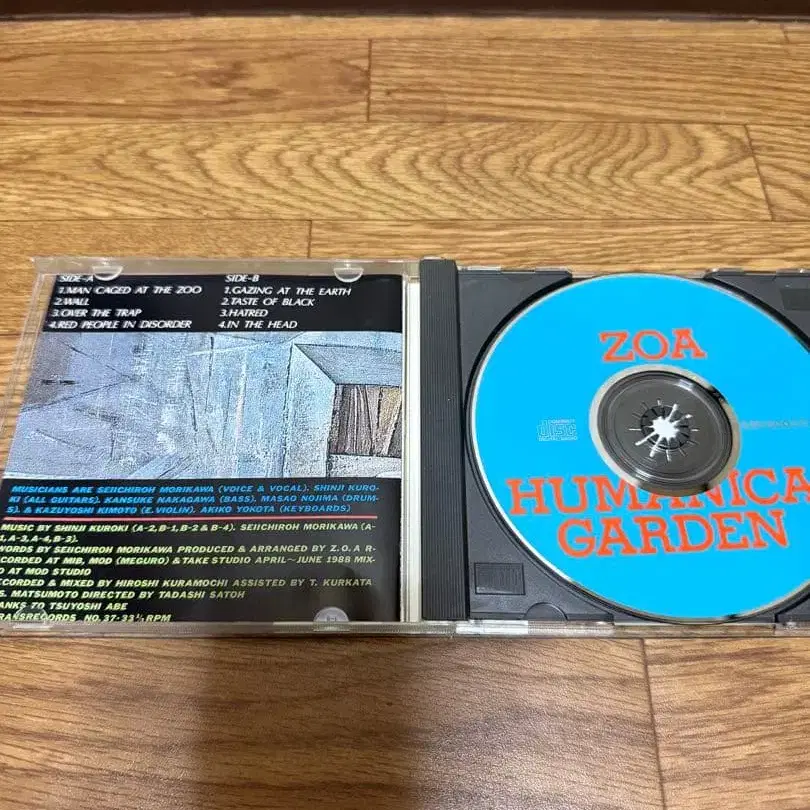 SIDE-A
1.MAN CAGED AT THE ZOO
2.WALL
3.OVER THE TRAP
4.RED PEOPLE IN DISORDER
SIDE-B
1.GAZING AT THE EARTH
2.TASTE OF BLACK
3.HATRED
4.IN THE HEAD
MUSICIANS ARE SEIICHIROH MORIKAWA (VOICE & VOCAL), SHINJI KURO-
KI (ALL GUITARS), KANSUKE NAKAGAWA (BASS), MASAO NOJIMA (DRUM-
S), & KAZUYOSHI KIMOTO (E.VIOLIN), AKIKO YOKOTA (KEYBOARDS)
MUSIC BY SHINJI KUROKI (A-2,B-1,B-2 & B-4). SEIICHIROH MORIKAWA (A-
1,A-3,A-4,B-3).
WORDS BY SEIICHIROH MORIKAWA PRODUCED & ARRANGED BY Z.O.A R-
ECORDED AT MIB, MOD (MEGURO) & TAKE STUDIO APRIL~JUNE 1988 MIX-
D AT MOD STUDIO
RECORDED & MIXED BY HIROSHI KURAMOCHI ASSISTED BY T. KURKATA
S. MATSUMOTO DIRECTED BY TADASHI SATOH
ANKS TO TSUYOSHI ABE
TRANSRECORDS NO.37-33⅓RPM
ZOA
COMPACT
DISC
DIGITAL AUDIO
HUMANICA
GARDEN